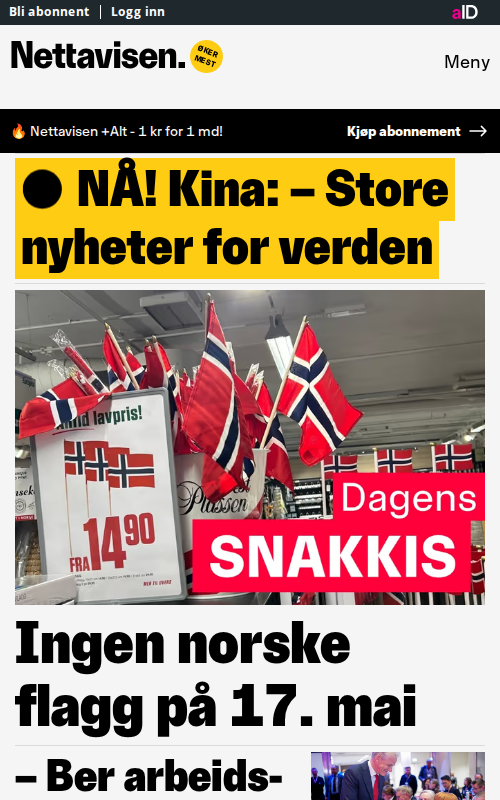 Bli abonnent
Logg inn
aID
Nettavisen.
ØKER
MEST
Meny
🔥 Nettavisen +Alt - 1 kr for 1 md!
Kjøp abonnement →
● NÅ! Kina: – Store
nyheter for verden
lavpris!
FRA 14 90
Plassen
Dagens
SNAKKIS
Ingen norske
flagg på 17. mai
– Ber arbeids-